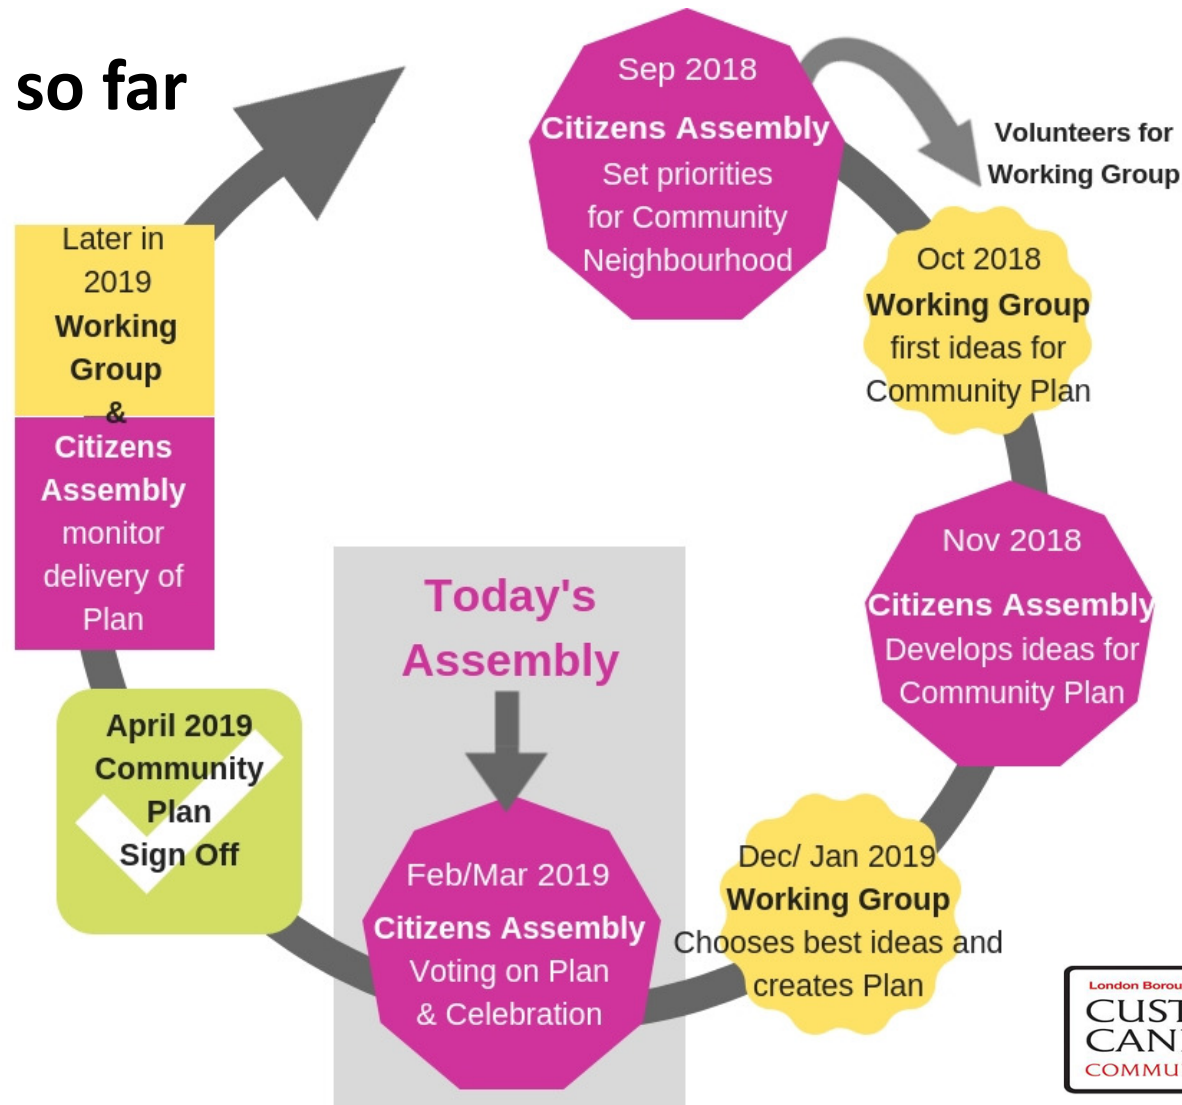 so far
Sep 2018
Citizens Assembly
Set priorities
for Community
Neighbourhood
Volunteers for
Working Group
Oct 2018
Working Group
first ideas for
Community Plan
Nov 2018
Citizens Assembly
Develops ideas for
Community Plan
Dec/ Jan 2019
Working Group
Chooses best ideas and
creates Plan
Today's
Assembly
Feb/Mar 2019
Citizens Assembly
Voting on Plan
& Celebration
April 2019
Community
Plan
Sign Off
Later in
2019
Working
Group
&
Citizens
Assembly
monitor
delivery of
Plan
London